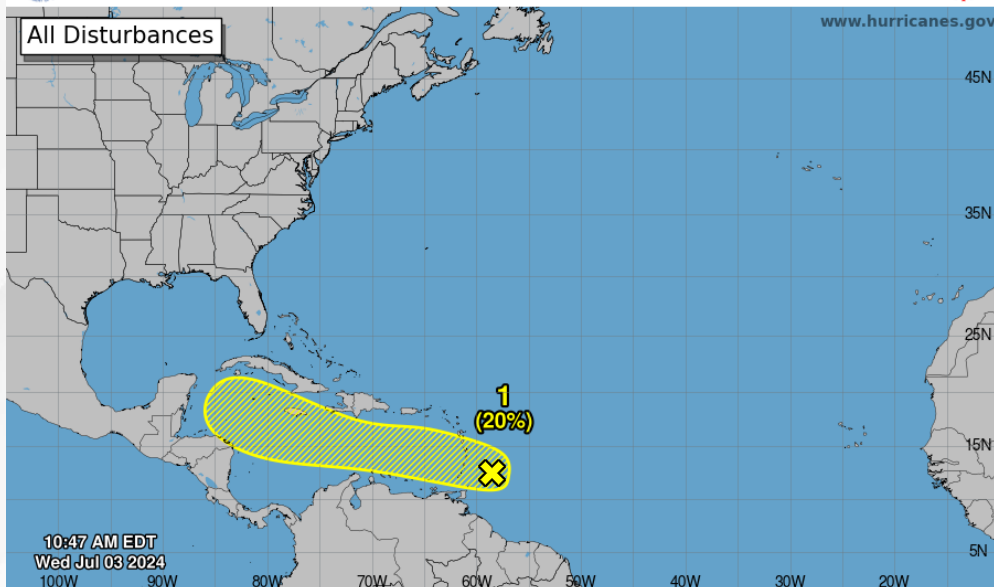 www.hurricanes.gov
All Disturbances
45N
35N
25N
1
(20%)
15N
10:47 AM EDT
Wed Jul 03 2024
5N
100W 90W 80W 70W 60W 50W 40W 30W 20W